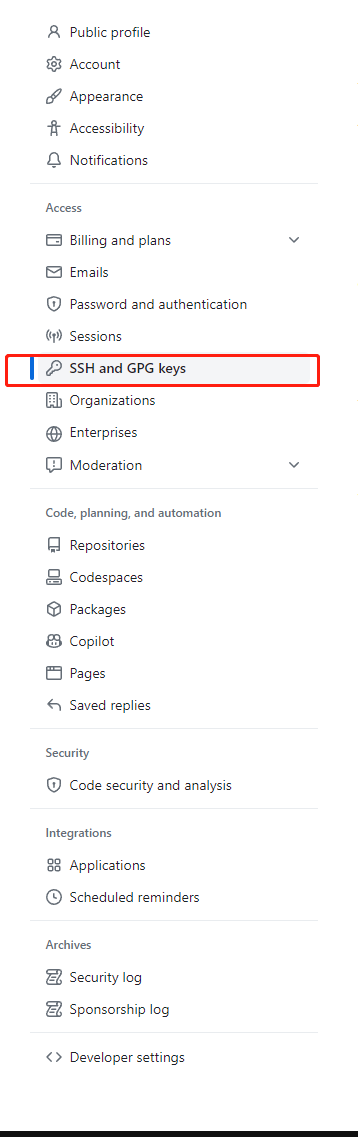 Public profile
Account
Appearance
Accessibility
Notifications
Access
Billing and plans
Emails
Password and authentication
Sessions
SSH and GPG keys
Organizations
Enterprises
Moderation
Code, planning, and automation
Repositories
Codespaces
Packages
Copilot
Pages
Saved replies
Security
Code security and analysis
Integrations
Applications
Scheduled reminders
Archives
Security log
Sponsorship log
Developer settings